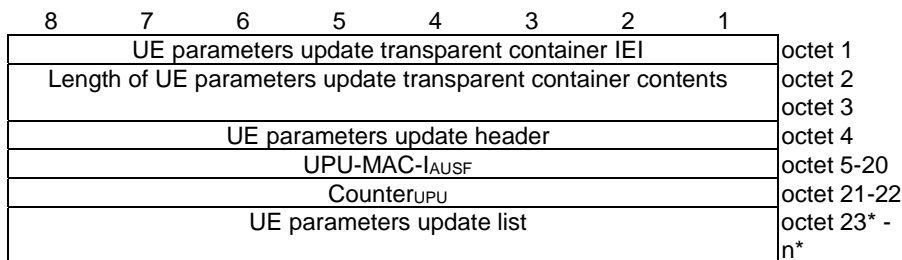 8 7 6 5 4 3 2 1
UE parameters update transparent container IEI octet 1
Length of UE parameters update transparent container contents octet 2
octet 3
UE parameters update header octet 4
UPU-MAC-IAUSF octet 5-20
CounterUPU octet 21-22
UE parameters update list octet 23* -
n*